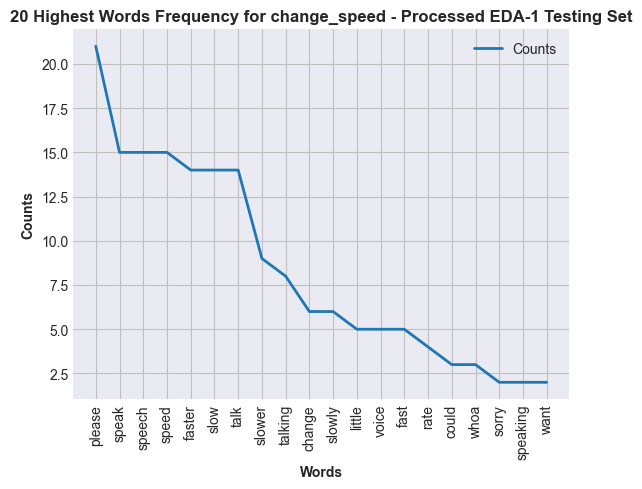 20 Highest Words Frequency for change_speed - Processed EDA-1 Testing Set
Counts
20.0
17.5
15.0
12.5
10.0
7.5
5.0
2.5
Counts
please
speak
speech
speed
faster
slow
talk
slower
talking
change
slowly
little
voice
fast
rate
could
whoa
sorry
speaking
want
Words